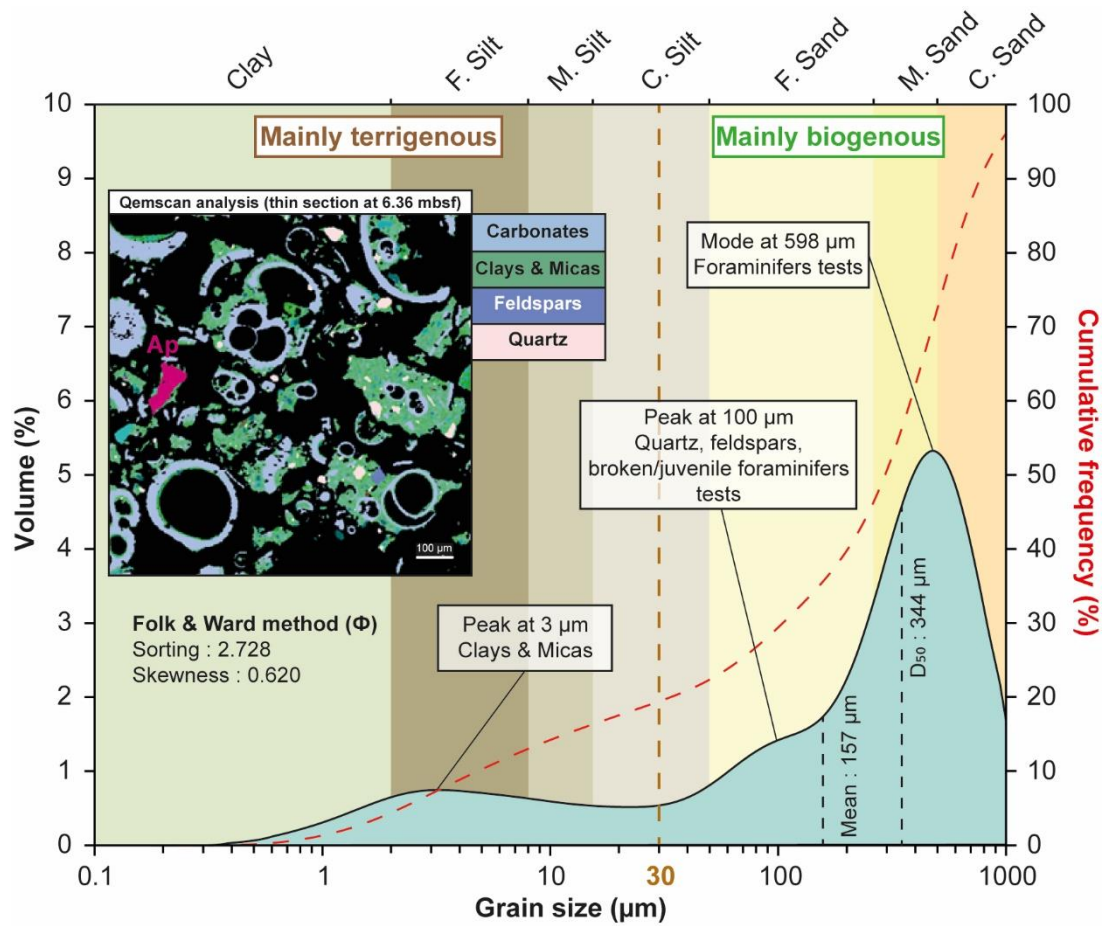 Clay
F. Silt
M. Silt
C. Silt
F. Sand
M. Sand
C. Sand
Mainly terrigenous
Mainly biogenous
Qemscan analysis (thin section at 6.36 mbsf)
Carbonates
Clays & Micas
Feldspars
Quartz
Ap
100 µm
Mode at 598 µm
Foraminifers tests
Peak at 100 µm
Quartz, feldspars,
broken/juvenile foraminifers
tests
Peak at 3 µm
Clays & Micas
Folk & Ward method (Φ)
Sorting : 2.728
Skewness : 0.620
Mean : 157 µm
D₅₀ : 344 µm
Volume (%)
10
9
8
7
6
5
4
3
2
1
0
Cumulative frequency (%)
100
90
80
70
60
50
40
30
20
10
0
0.1
1
10
30
100
1000
Grain size (µm)